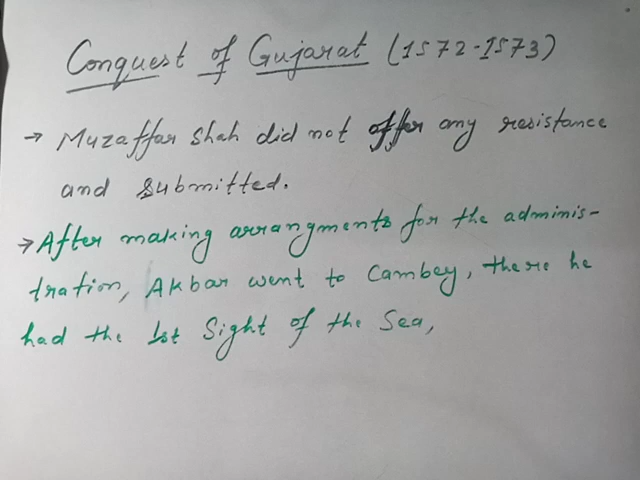 Conquest of Gujarat (1572-1573)
→ Muzaffar Shah did not offer any resistance
and submitted.
→ After making arrangments for the adminis-
tration, Akbar went to Cambey, there he
had the 1st Sight of the Sea,